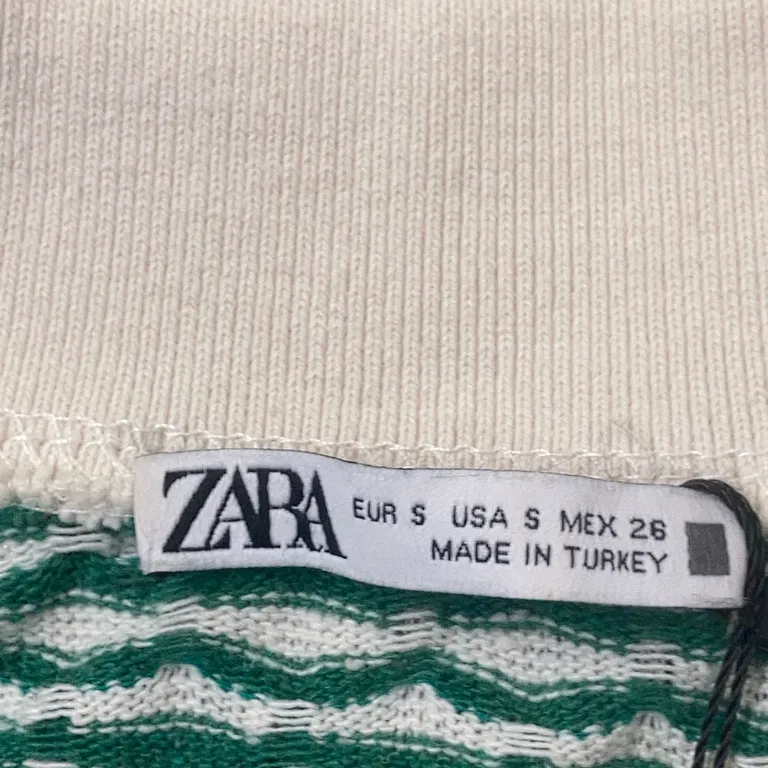 ZARA EUR S USA S MEX 26
MADE IN TURKEY